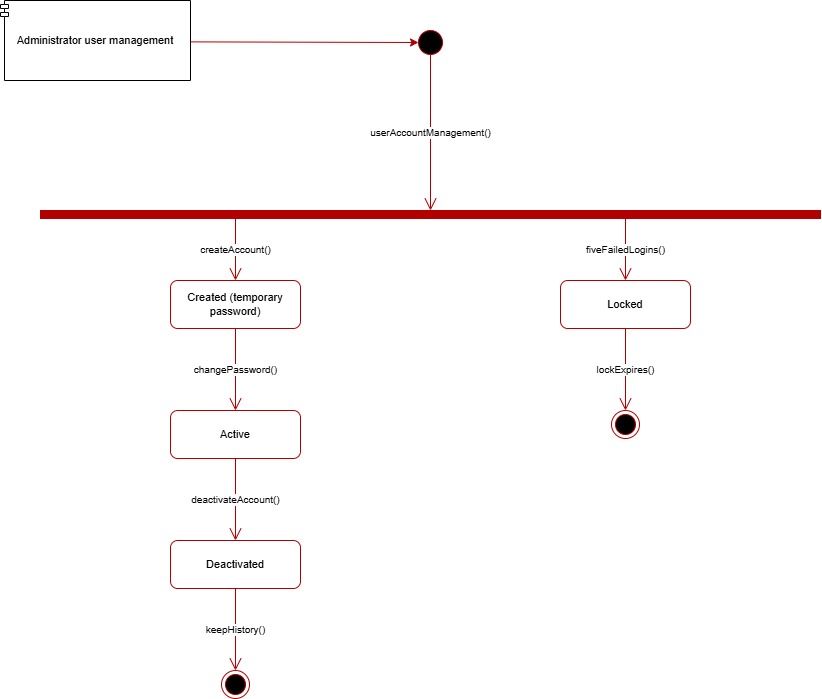 Administrator user management
userAccountManagement()
createAccount()
fiveFailedLogins()
Created (temporary
password)
Locked
changePassword()
lockExpires()
Active
deactivateAccount()
Deactivated
keepHistory()